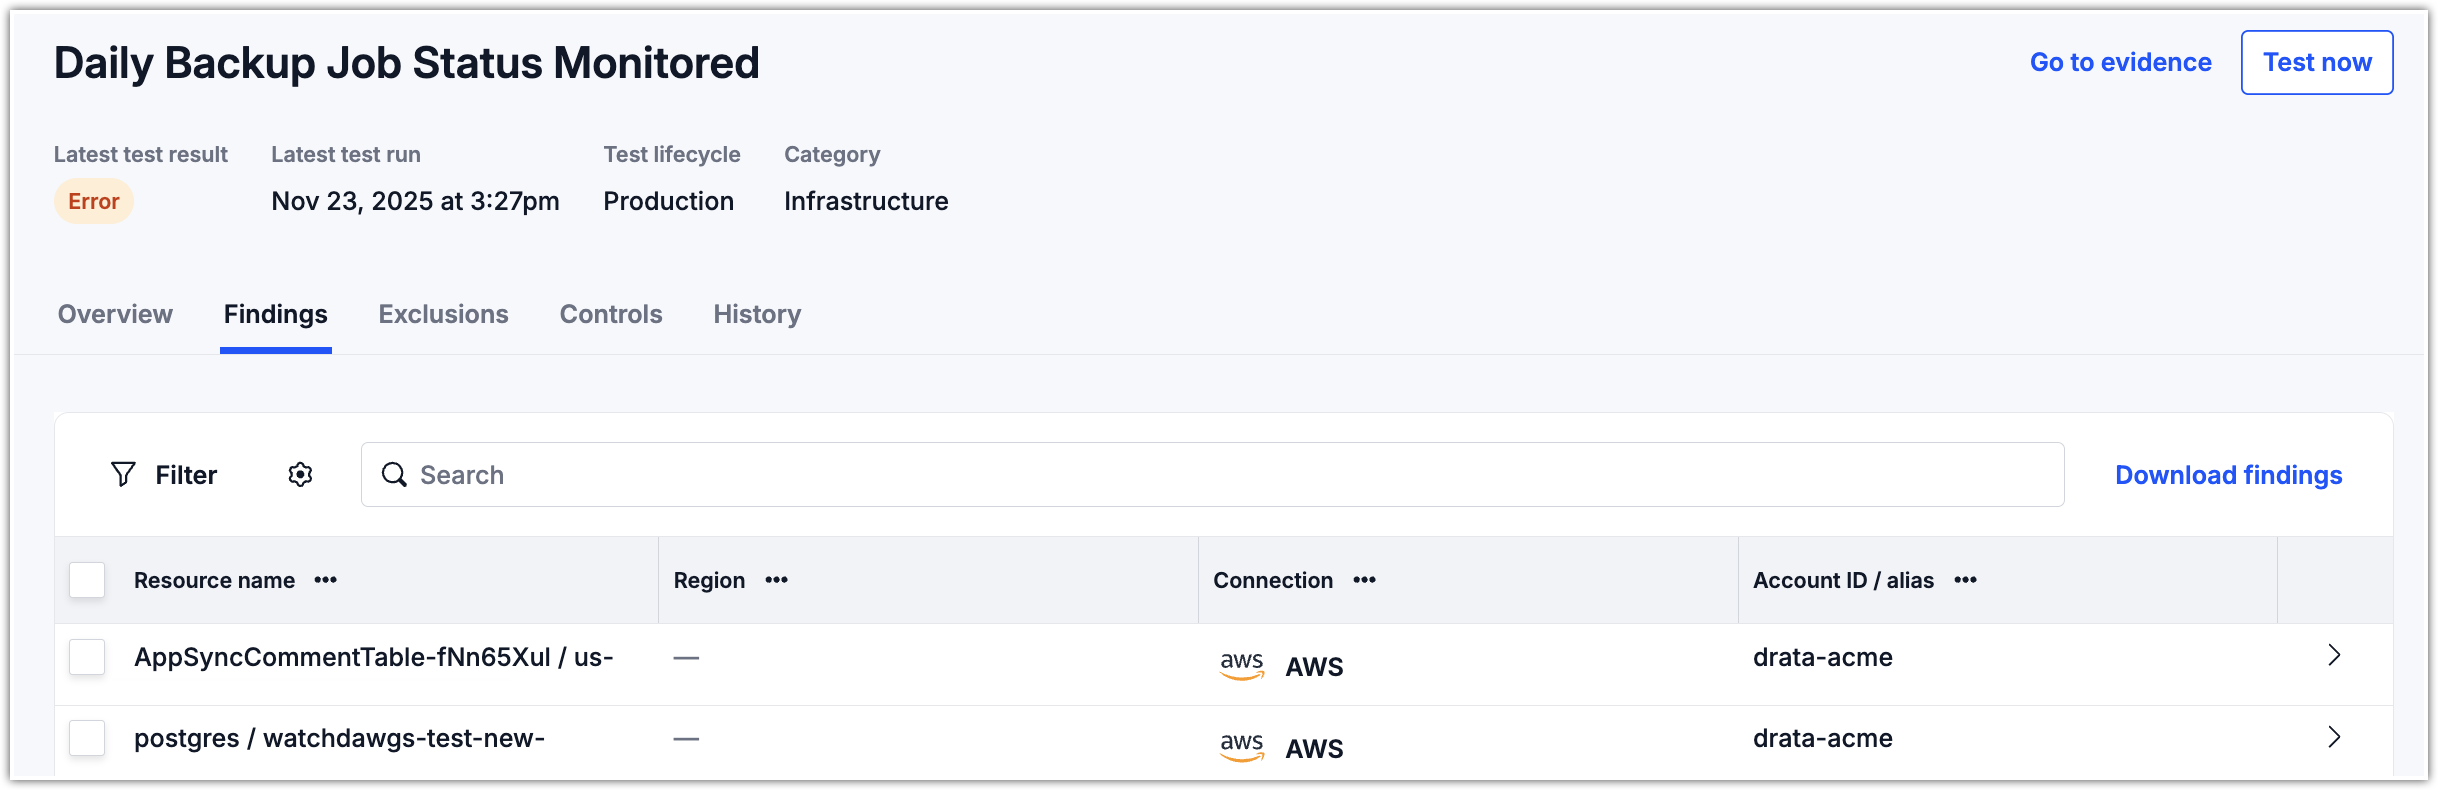 Daily Backup Job Status Monitored
Go to evidence
Test now
Latest test result
Latest test run
Test lifecycle
Category
Error
Nov 23, 2025 at 3:27pm
Production
Infrastructure
Overview
Findings
Exclusions
Controls
History
Filter
Search
Download findings
Resource name •••
Region •••
Connection •••
Account ID / alias •••
AppSyncCommentTable-fNn65Xul / us-
—
aws AWS
drata-acme
postgres / watchdawgs-test-new-
—
aws AWS
drata-acme